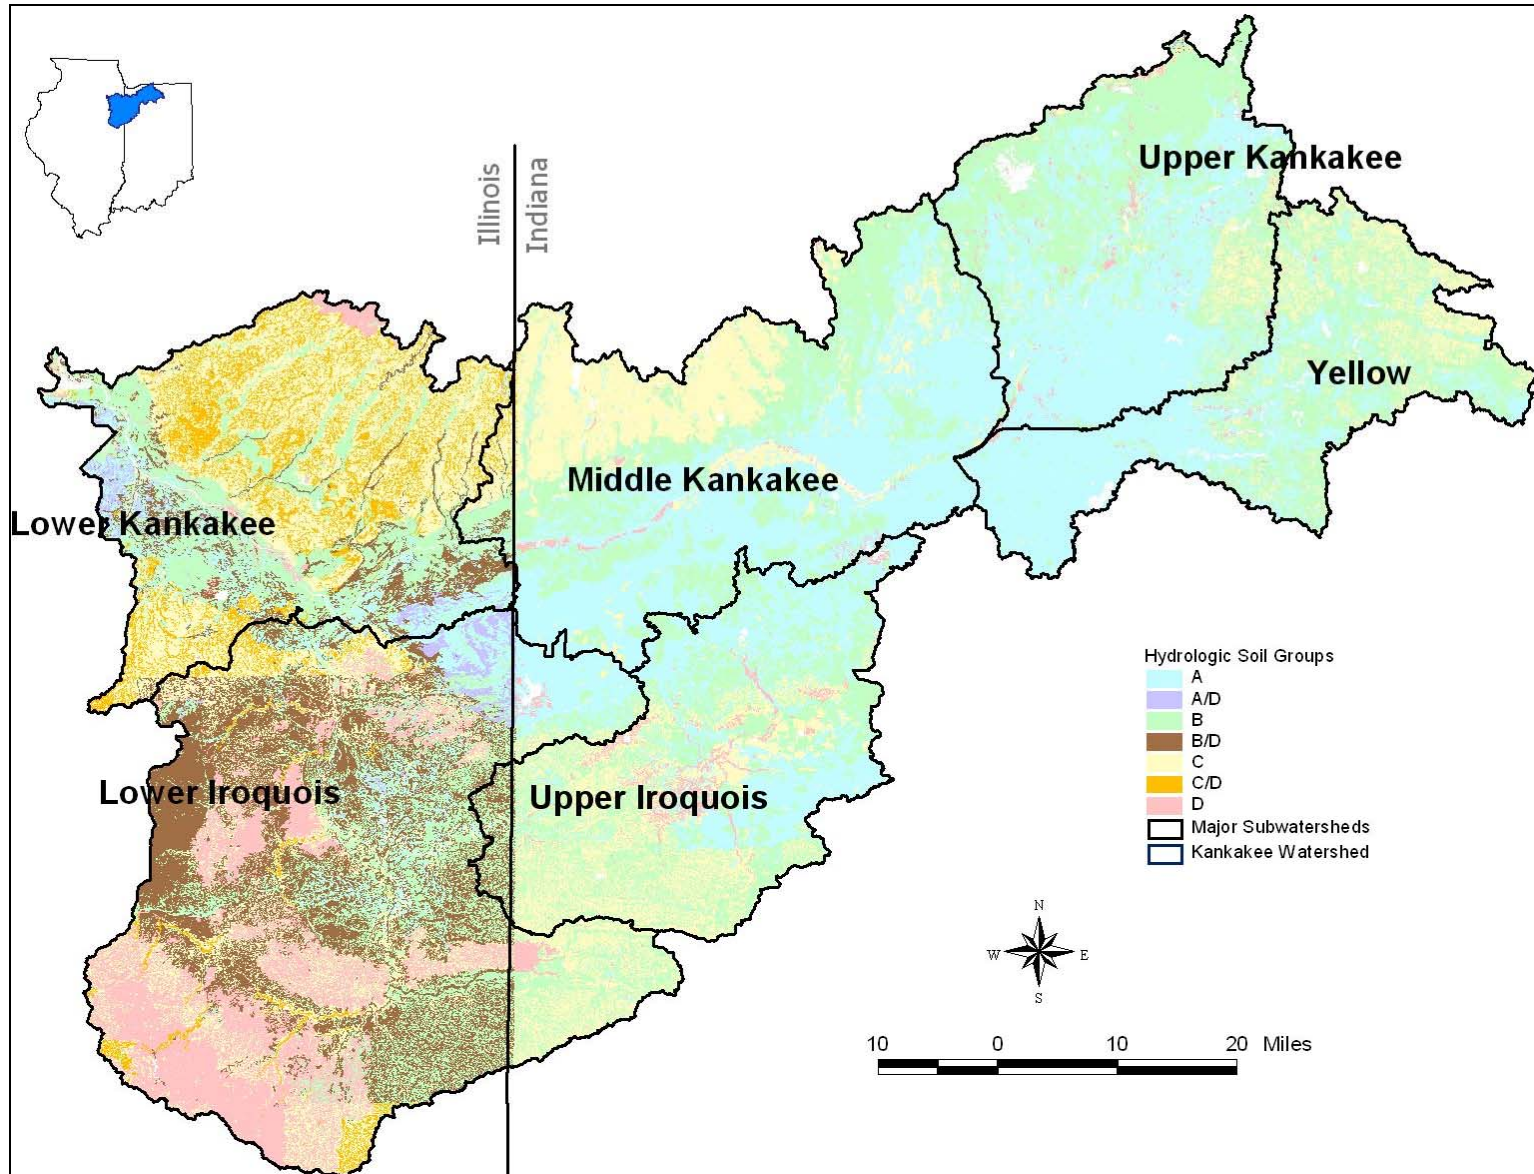 Illinois
Indiana
Upper Kankakee
Yellow
Middle Kankakee
Lower Kankakee
Lower Iroquois
Upper Iroquois
Hydrologic Soil Groups
A
A/D
B
B/D
C
C/D
D
Major Subwatersheds
Kankakee Watershed
N
W E
S
10 0 10 20 Miles